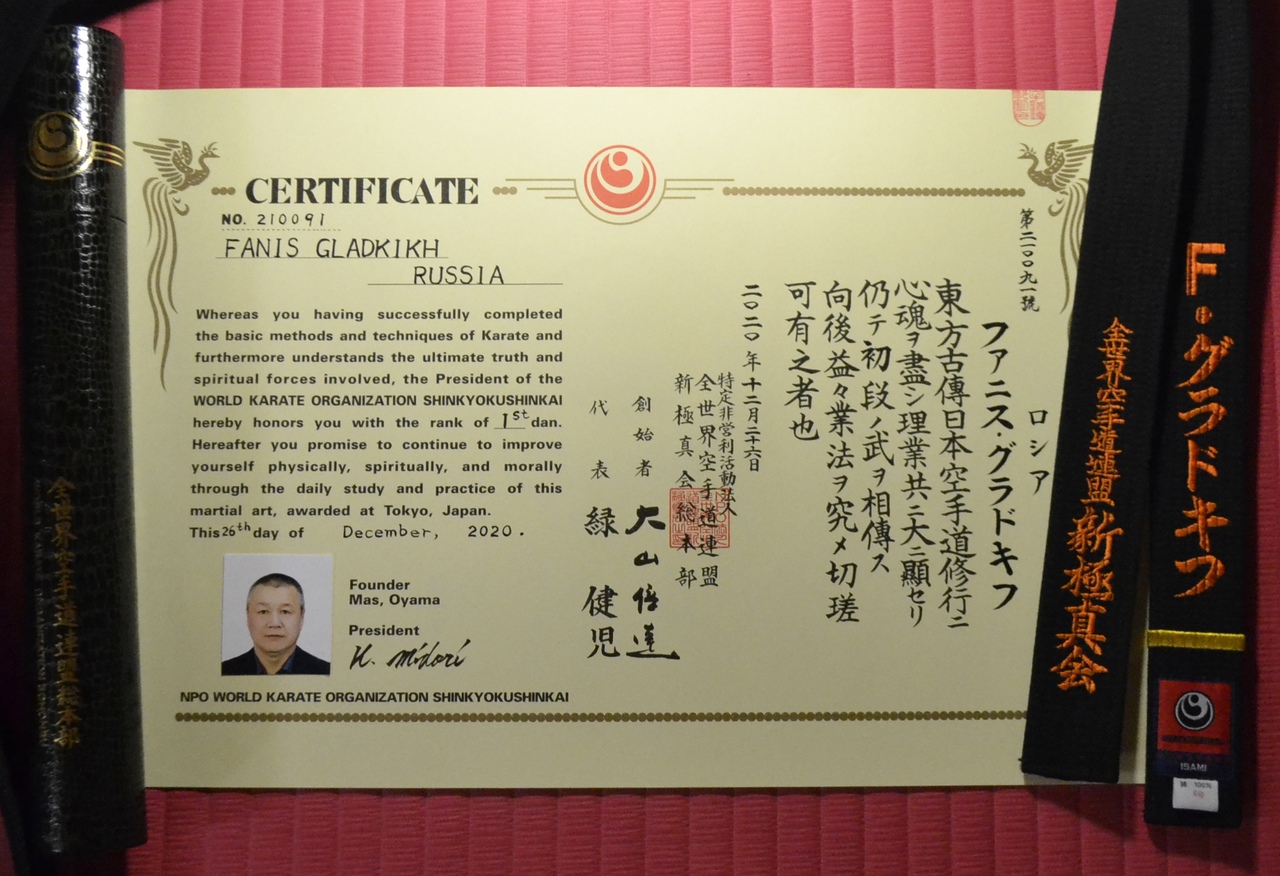 全世界空手道連盟総本部
CERTIFICATE
NO. 210091
FANIS GLADKIKH
RUSSIA
Whereas you having successfully completed
the basic methods and techniques of Karate and
furthermore understands the ultimate truth and
spiritual forces involved, the President of the
WORLD KARATE ORGANIZATION SHINKYOKUSHINKAI
hereby honors you with the rank of 1st dan.
Hereafter you promise to continue to improve
yourself physically, spiritually, and morally
through the daily study and practice of this
martial art, awarded at Tokyo, Japan.
This 26th day of December, 2020.
Founder
Mas, Oyama
President
K. Midori
NPO WORLD KARATE ORGANIZATION SHINKYOKUSHINKAI
第二一〇〇九一號
ロシア
ファニス・グラドキフ
東方古傳日本空手道修行ニ
心魂ヲ盡シ理業共ニ大ニ顯セリ
仍テ初段ノ武ヲ相傳ス
向後益々業法ヲ究メ切瑳
可有之者也
二〇二〇年十二月二十六日
特定非営利活動法人
全世界空手道連盟
新極真会総本部
創始者 大山倍達
代表 緑健児
全世界空手道連盟 新極真会
F・グラドキフ
ISAMI
綿 100%